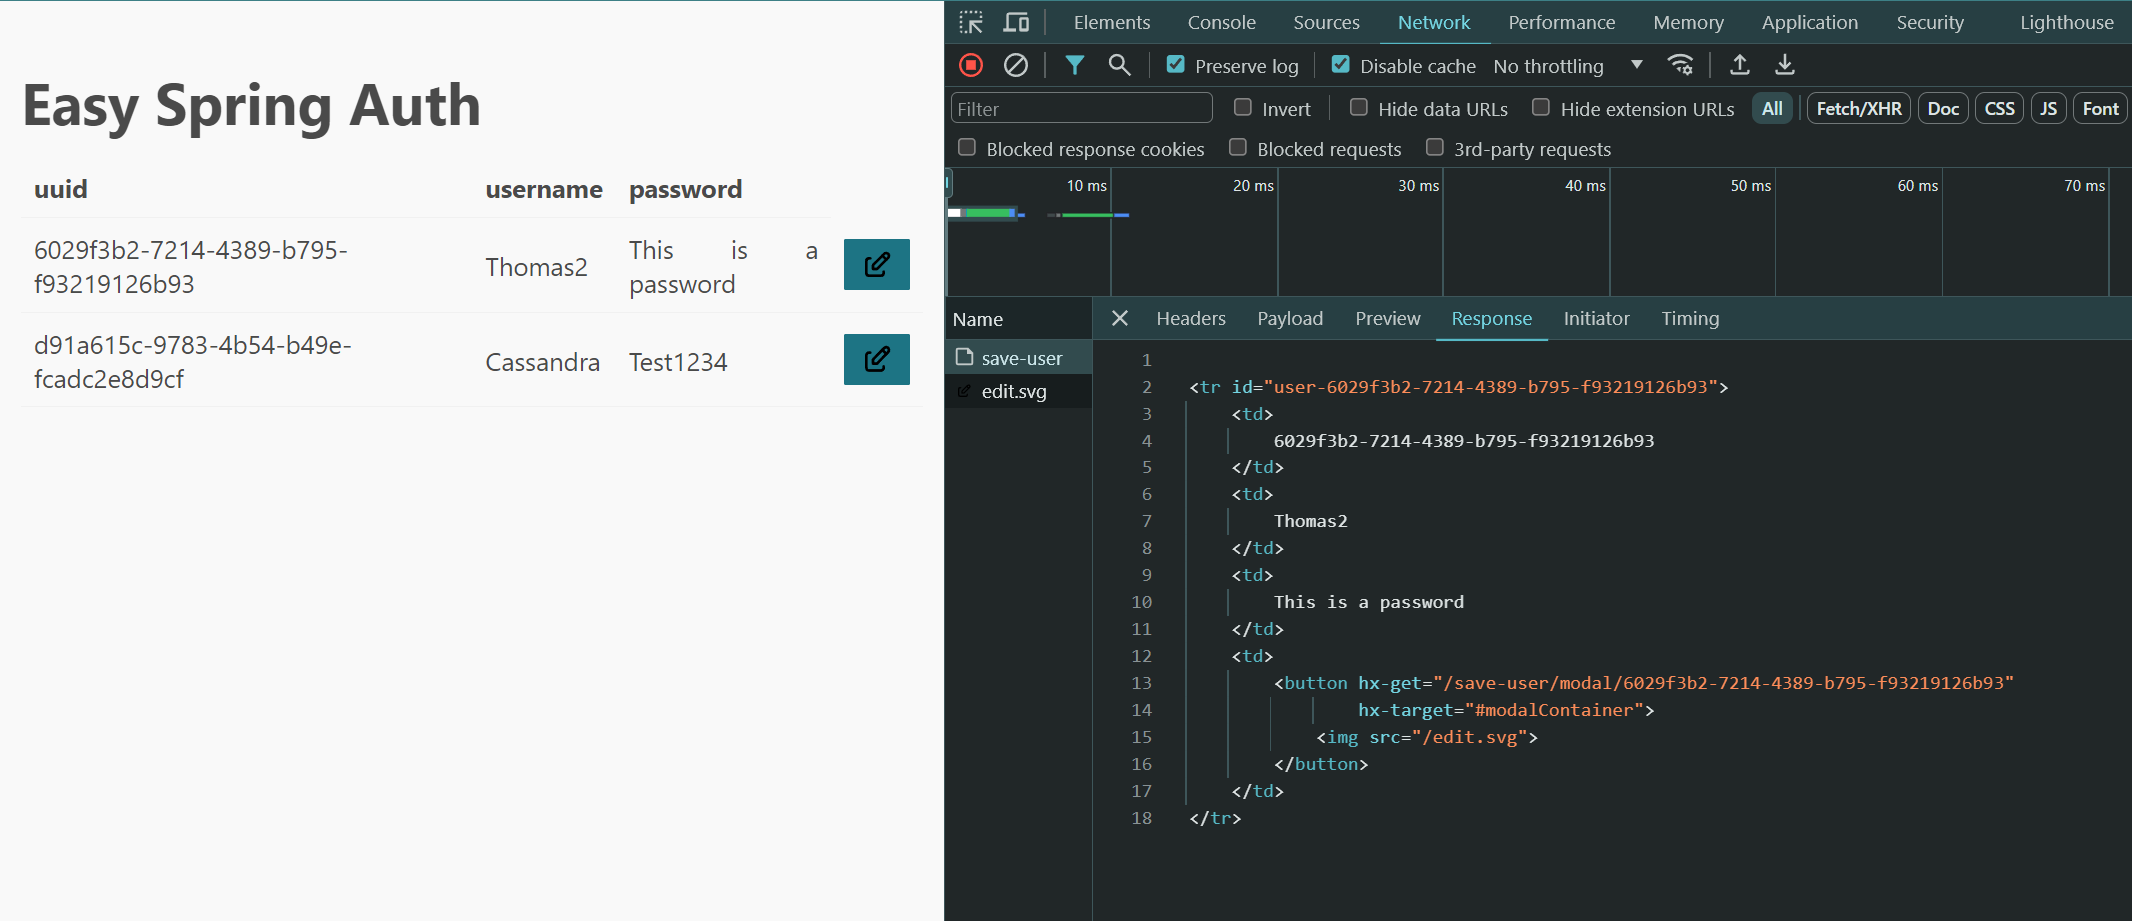 Easy Spring Auth
uuid username password
6029f3b2-7214-4389-b795-
f93219126b93
Thomas2
This is a
password
d91a615c-9783-4b54-b49e-
fcadc2e8d9cf
Cassandra
Test1234
Elements Console Sources Network Performance Memory Application Security Lighthouse
Preserve log Disable cache No throttling
Filter Invert Hide data URLs Hide extension URLs All Fetch/XHR Doc CSS JS Font
Blocked response cookies Blocked requests 3rd-party requests
10 ms 20 ms 30 ms 40 ms 50 ms 60 ms 70 ms
Name
save-user
edit.svg
Headers Payload Preview Response Initiator Timing
1
2 <tr id="user-6029f3b2-7214-4389-b795-f93219126b93">
3 <td>
4 6029f3b2-7214-4389-b795-f93219126b93
5 </td>
6 <td>
7 Thomas2
8 </td>
9 <td>
10 This is a password
11 </td>
12 <td>
13 <button hx-get="/save-user/modal/6029f3b2-7214-4389-b795-f93219126b93"
14 hx-target="#modalContainer">
15 <img src="/edit.svg">
16 </button>
17 </td>
18 </tr>